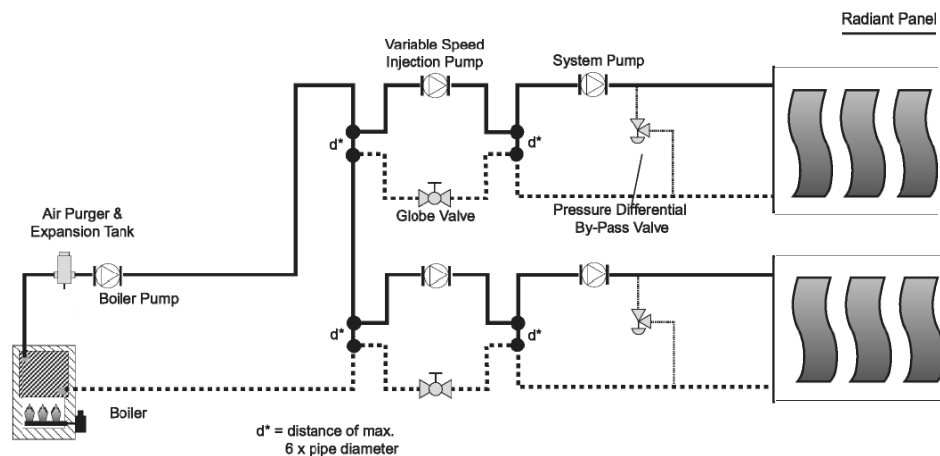 Radiant Panel
Variable Speed
Injection Pump
System Pump
d*
d*
Air Purger &
Expansion Tank
Globe Valve
Pressure Differential
By-Pass Valve
Boiler Pump
d*
d*
Boiler
d* = distance of max.
6 x pipe diameter